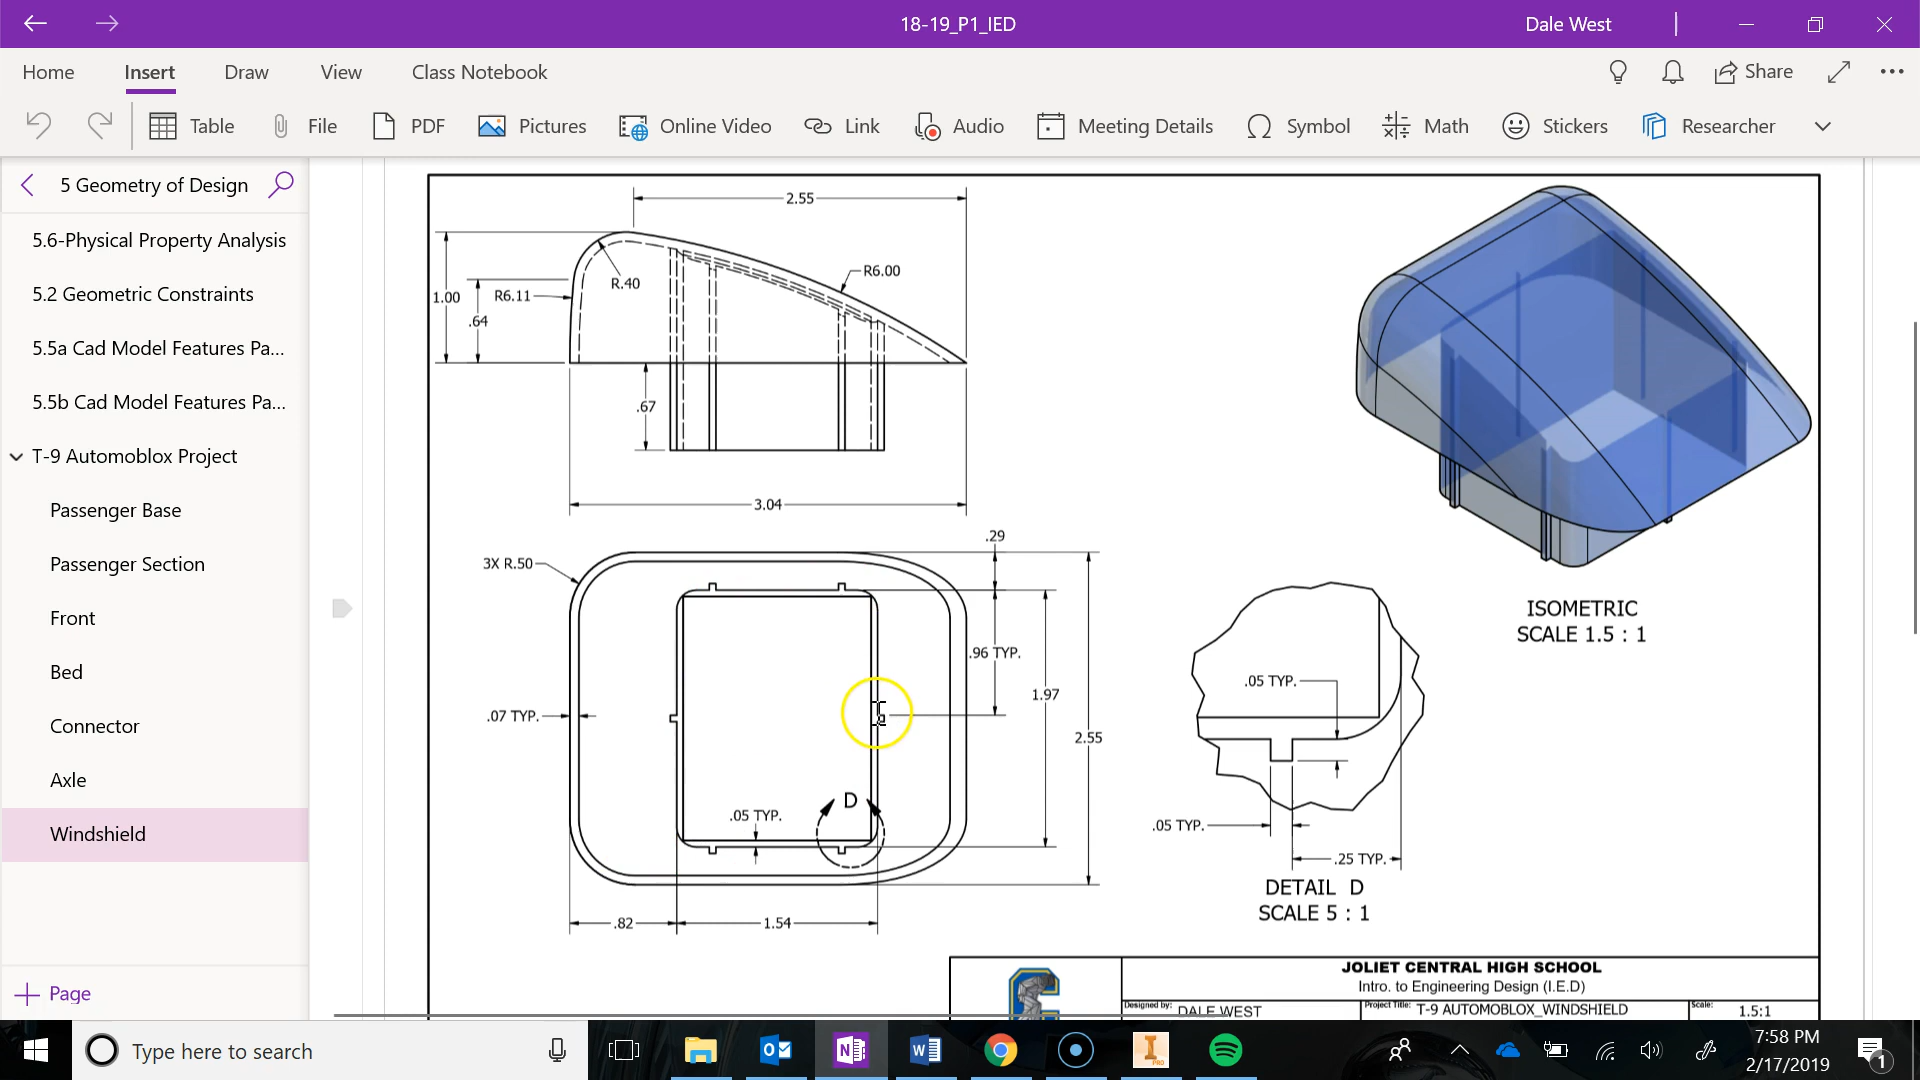 18-19_P1_IED
Dale West
Home Insert Draw View Class Notebook
Share
Table File PDF Pictures Online Video Link Audio Meeting Details Symbol Math Stickers Researcher
5 Geometry of Design
5.6-Physical Property Analysis
5.2 Geometric Constraints
5.5a Cad Model Features Pa...
5.5b Cad Model Features Pa...
T-9 Automoblox Project
Passenger Base
Passenger Section
Front
Bed
Connector
Axle
Windshield
Page
2.55
R6.00
R.40
1.00
R6.11
.64
.67
3.04
.29
3X R.50
.96 TYP.
1.97
.07 TYP.
2.55
D
.05 TYP.
.82
1.54
.05 TYP.
.05 TYP.
.25 TYP.
DETAIL D
SCALE 5 : 1
ISOMETRIC
SCALE 1.5 : 1
JOLIET CENTRAL HIGH SCHOOL
Intro. to Engineering Design (I.E.D)
Designed by: DALE WEST
Project Title: T-9 AUTOMOBLOX_WINDSHIELD
Scale: 1.5:1
Type here to search
7:58 PM
2/17/2019
1